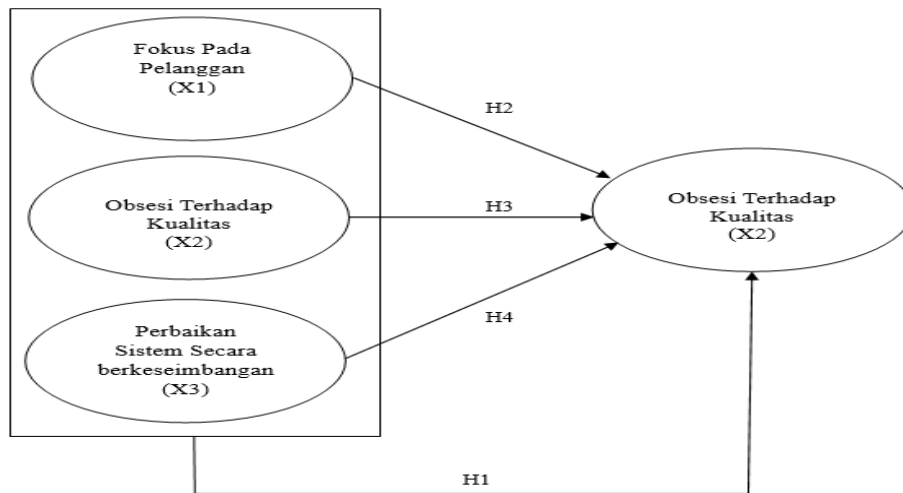 Fokus Pada
Pelanggan
(X1)
H2
Obsesi Terhadap
Kualitas
(X2)
H3
Obsesi Terhadap
Kualitas
(X2)
H4
Perbaikan
Sistem Secara
berkeseimbangan
(X3)
H1